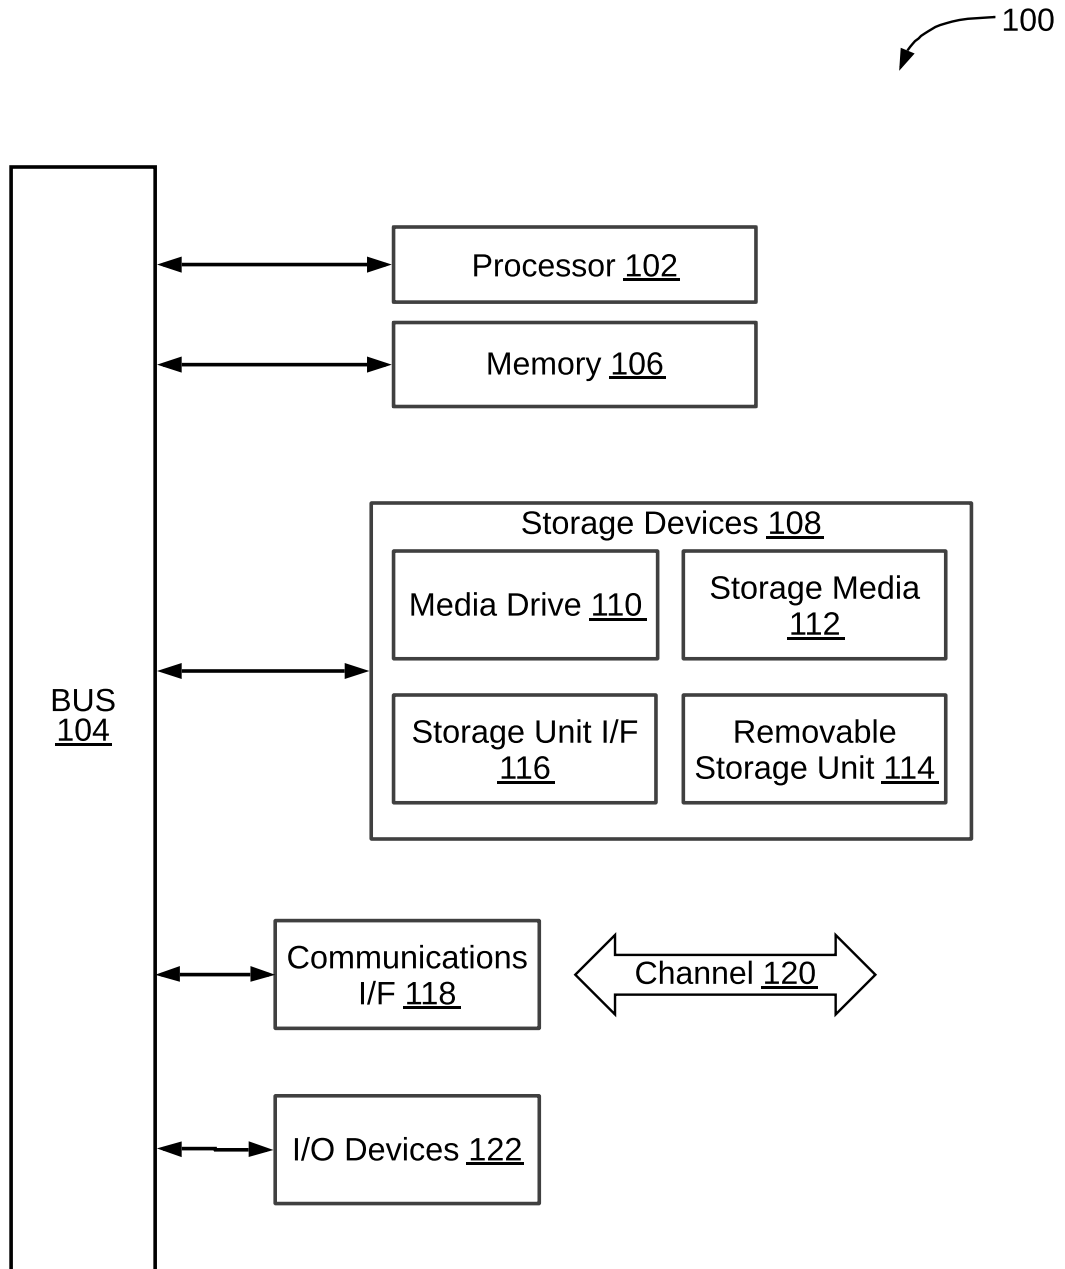 100
Processor 102
Memory 106
Storage Devices 108
Media Drive 110
Storage Media
112
Storage Unit I/F
116
Removable
Storage Unit 114
BUS
104
Communications
I/F 118
Channel 120
I/O Devices 122